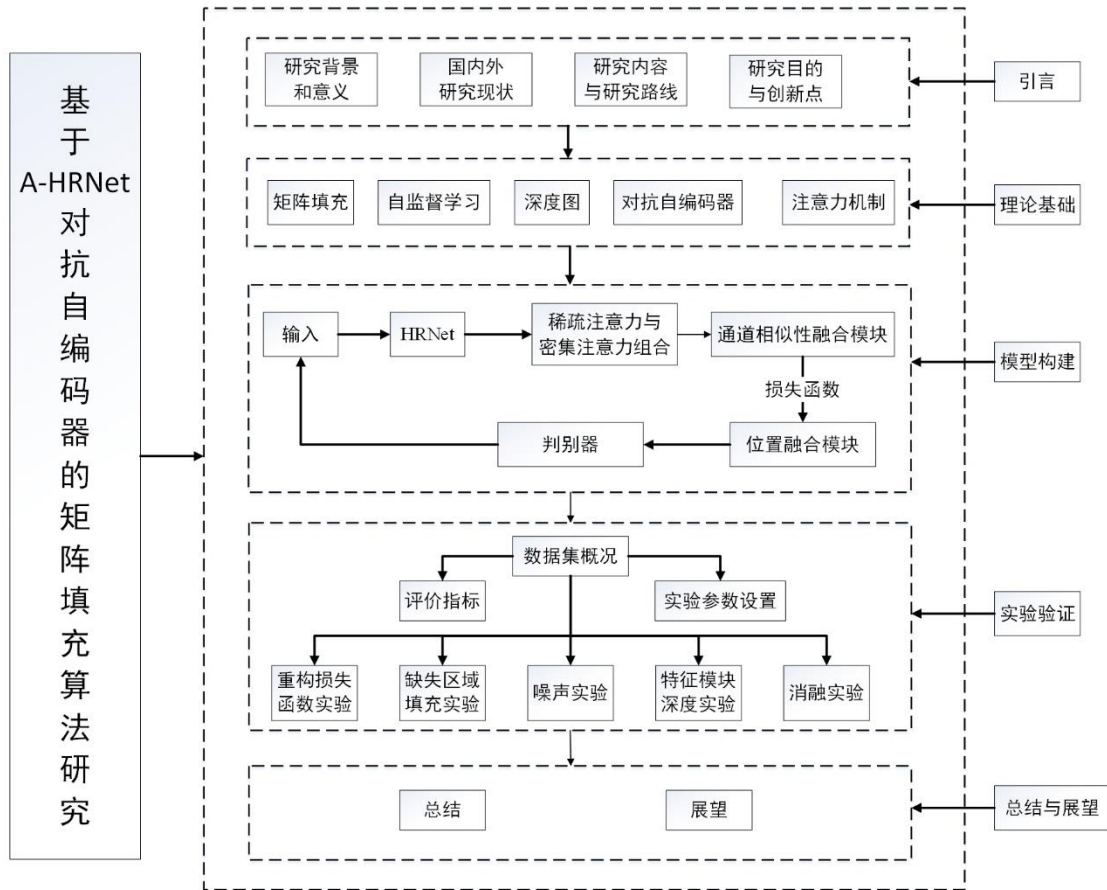 基
于
A-HRNet
对
抗
自
编
码
器
的
矩
阵
填
充
算
法
研
究
研究背景
和意义
国内外
研究现状
研究内容
与研究路线
研究目的
与创新点
引言
矩阵填充
自监督学习
深度图
对抗自编码器
注意力机制
理论基础
输入
HRNet
稀疏注意力与
密集注意力组合
通道相似性融合模块
损失函数
位置融合模块
判别器
模型构建
数据集概况
评价指标
实验参数设置
重构损失
函数实验
缺失区域
填充实验
噪声实验
特征模块
深度实验
消融实验
实验验证
总结
展望
总结与展望